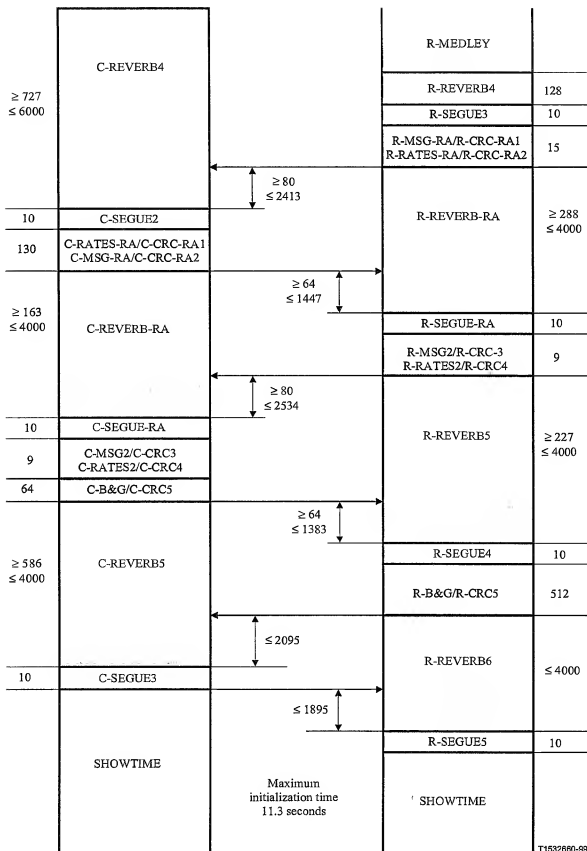 R-MEDLEY
C-REVERB4
≥ 727
≤ 6000
R-REVERB4
128
R-SEGUE3
10
R-MSG-RA/R-CRC-RA1
R-RATES-RA/R-CRC-RA2
15
≥ 80
≤ 2413
10
C-SEGUE2
R-REVERB-RA
≥ 288
≤ 4000
130
C-RATES-RA/C-CRC-RA1
C-MSG-RA/C-CRC-RA2
≥ 64
≤ 1447
≥ 163
≤ 4000
C-REVERB-RA
R-SEGUE-RA
10
R-MSG2/R-CRC-3
R-RATES2/R-CRC4
9
≥ 80
≤ 2534
10
C-SEGUE-RA
R-REVERB5
≥ 227
≤ 4000
9
C-MSG2/C-CRC3
C-RATES2/C-CRC4
64
C-B&G/C-CRC5
≥ 64
≤ 1383
R-SEGUE4
10
≥ 586
≤ 4000
C-REVERB5
R-B&G/R-CRC5
512
≤ 2095
R-REVERB6
≤ 4000
10
C-SEGUE3
≤ 1895
R-SEGUE5
10
SHOWTIME
Maximum
initialization time
11.3 seconds
SHOWTIME
T1532660-99